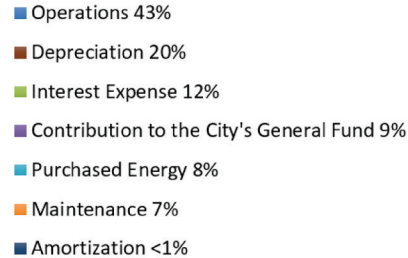 Operations 43%
Depreciation 20%
Interest Expense 12%
Contribution to the City's General Fund 9%
Purchased Energy 8%
Maintenance 7%
Amortization <1%